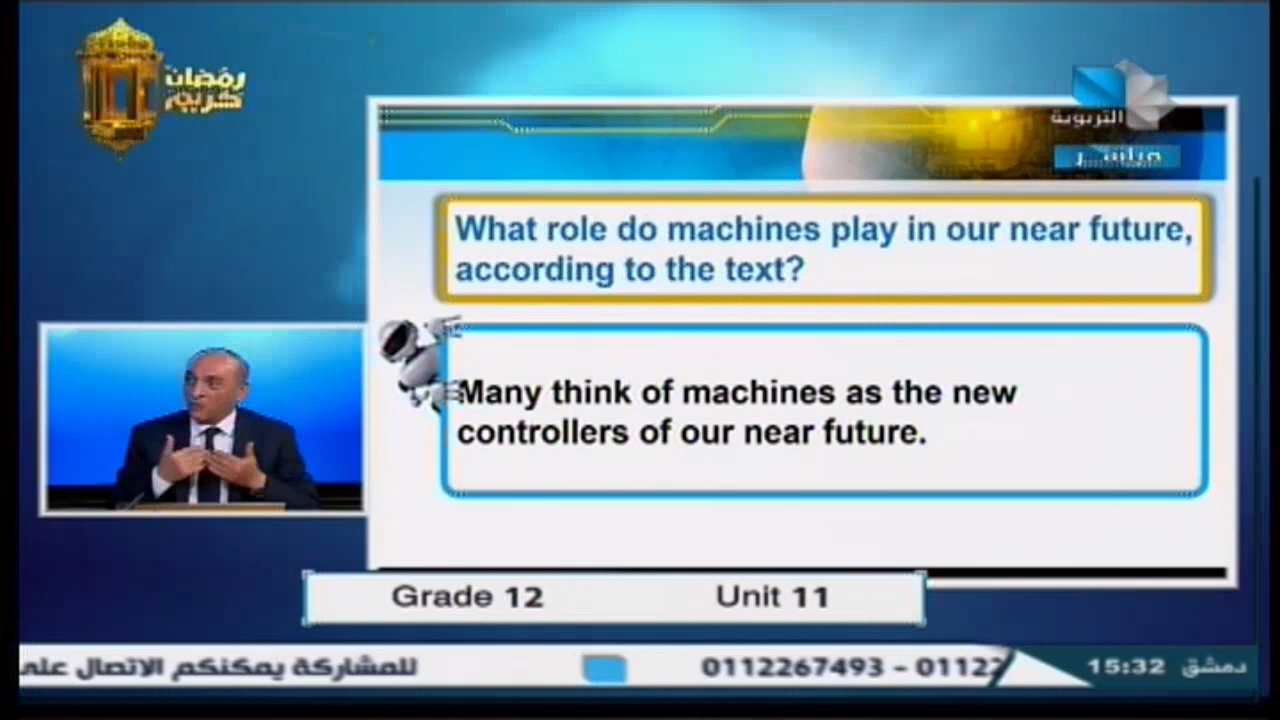 رمضان
كريم
التربوية
مباشر
What role do machines play in our near future,
according to the text?
Many think of machines as the new
controllers of our near future.
Grade 12 Unit 11
للمشاركة يمكنكم الاتصال على
0112267493 - 01122
15:32 دمشق